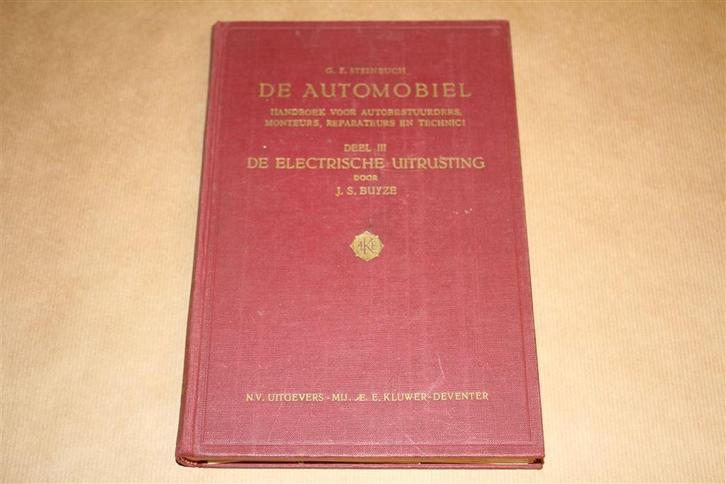 G. F. STEINBUCH
DE AUTOMOBIEL
HANDBOEK VOOR AUTOBESTUURDERS,
MONTEURS, REPARATEURS EN TECHNICI
DEEL III
DE ELECTRISCHE UITRUSTING
DOOR
J. S. BUYZE
ÆKE
N.V. UITGEVERS-MIJ. Æ. E. KLUWER-DEVENTER